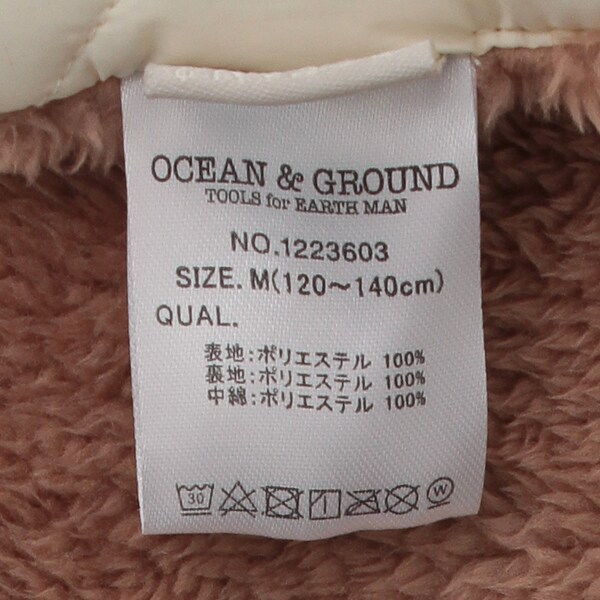 OCEAN & GROUND
TOOLS for EARTH MAN
NO.1223603
SIZE. M(120〜140cm)
QUAL.
表地:ポリエステル 100%
裏地:ポリエステル 100%
中綿:ポリエステル 100%
30 W